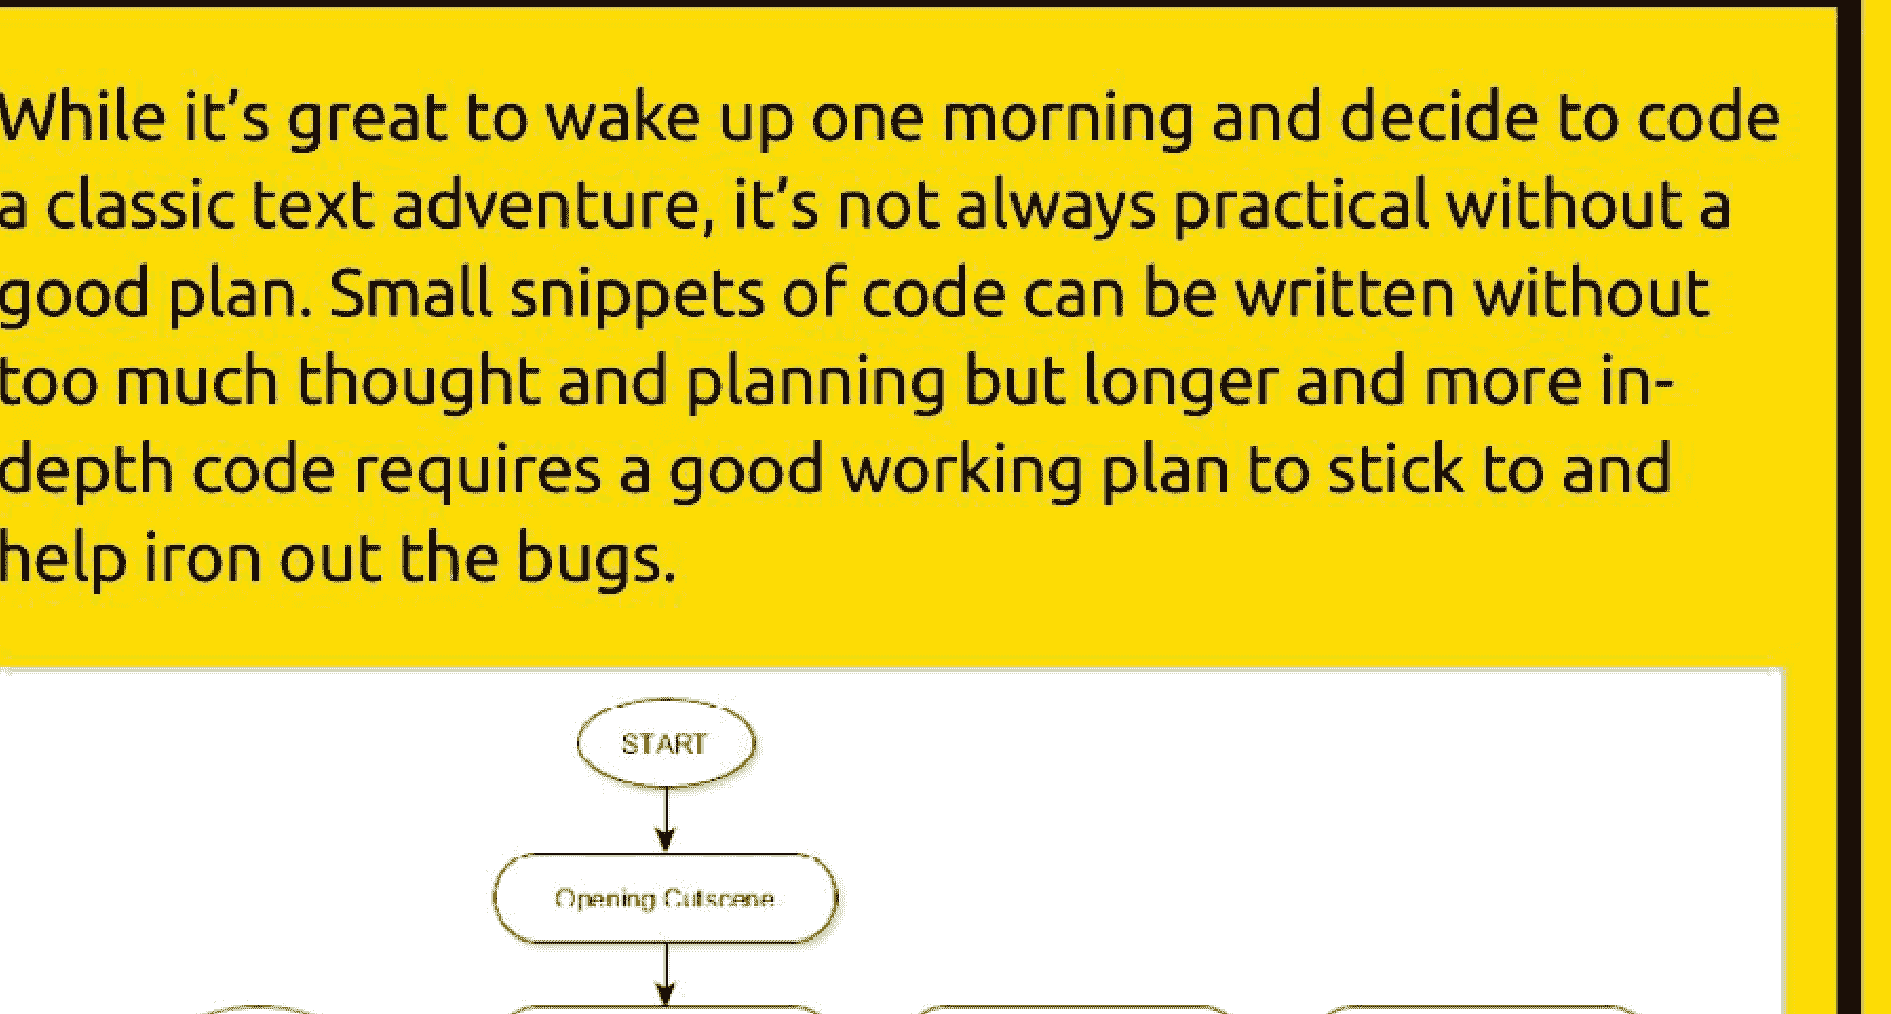 While it’s great to wake up one morning and decide to code
a classic text adventure, it’s not always practical without a
good plan. Small snippets of code can be written without
too much thought and planning but longer and more in-
depth code requires a good working plan to stick to and
help iron out the bugs.
START
Opening Cutscene